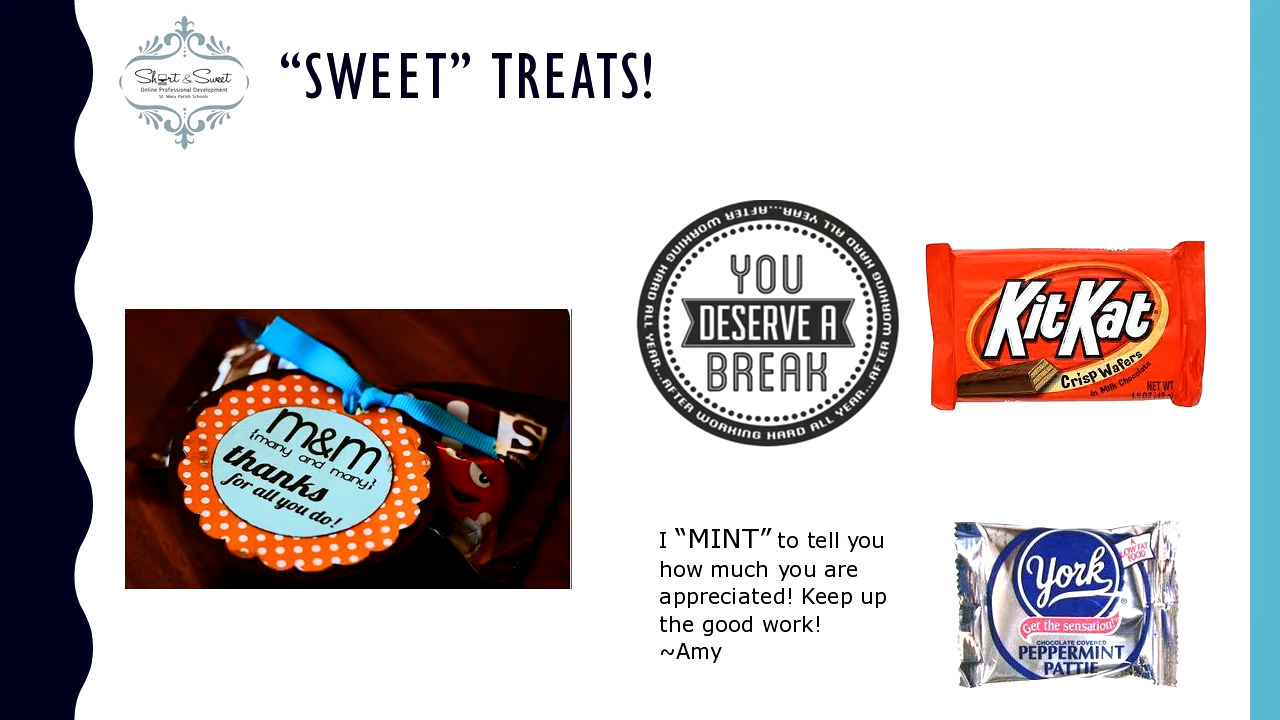 Short & Sweet
Online Professional Development
St. Mary Parish Schools
“SWEET” TREATS!
m&m
{many and many}
thanks
for all you do!
AFTER WORKING HARD ALL YEAR...AFTER WORKING HARD ALL YEAR...AFTER WORKING HARD ALL YEAR...
YOU
DESERVE A
BREAK
KitKat
Crisp Wafers
in Milk Chocolate
NET WT
I “MINT” to tell you
how much you are
appreciated! Keep up
the good work!
~Amy
LOW FAT
FOOD
York
Get the sensation!
CHOCOLATE COVERED
PEPPERMINT
PATTIE